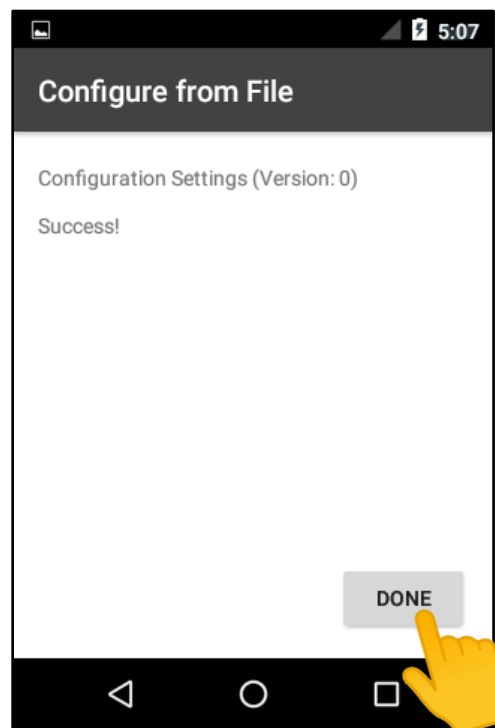 5:07
Configure from File
Configuration Settings (Version: 0)
Success!
DONE